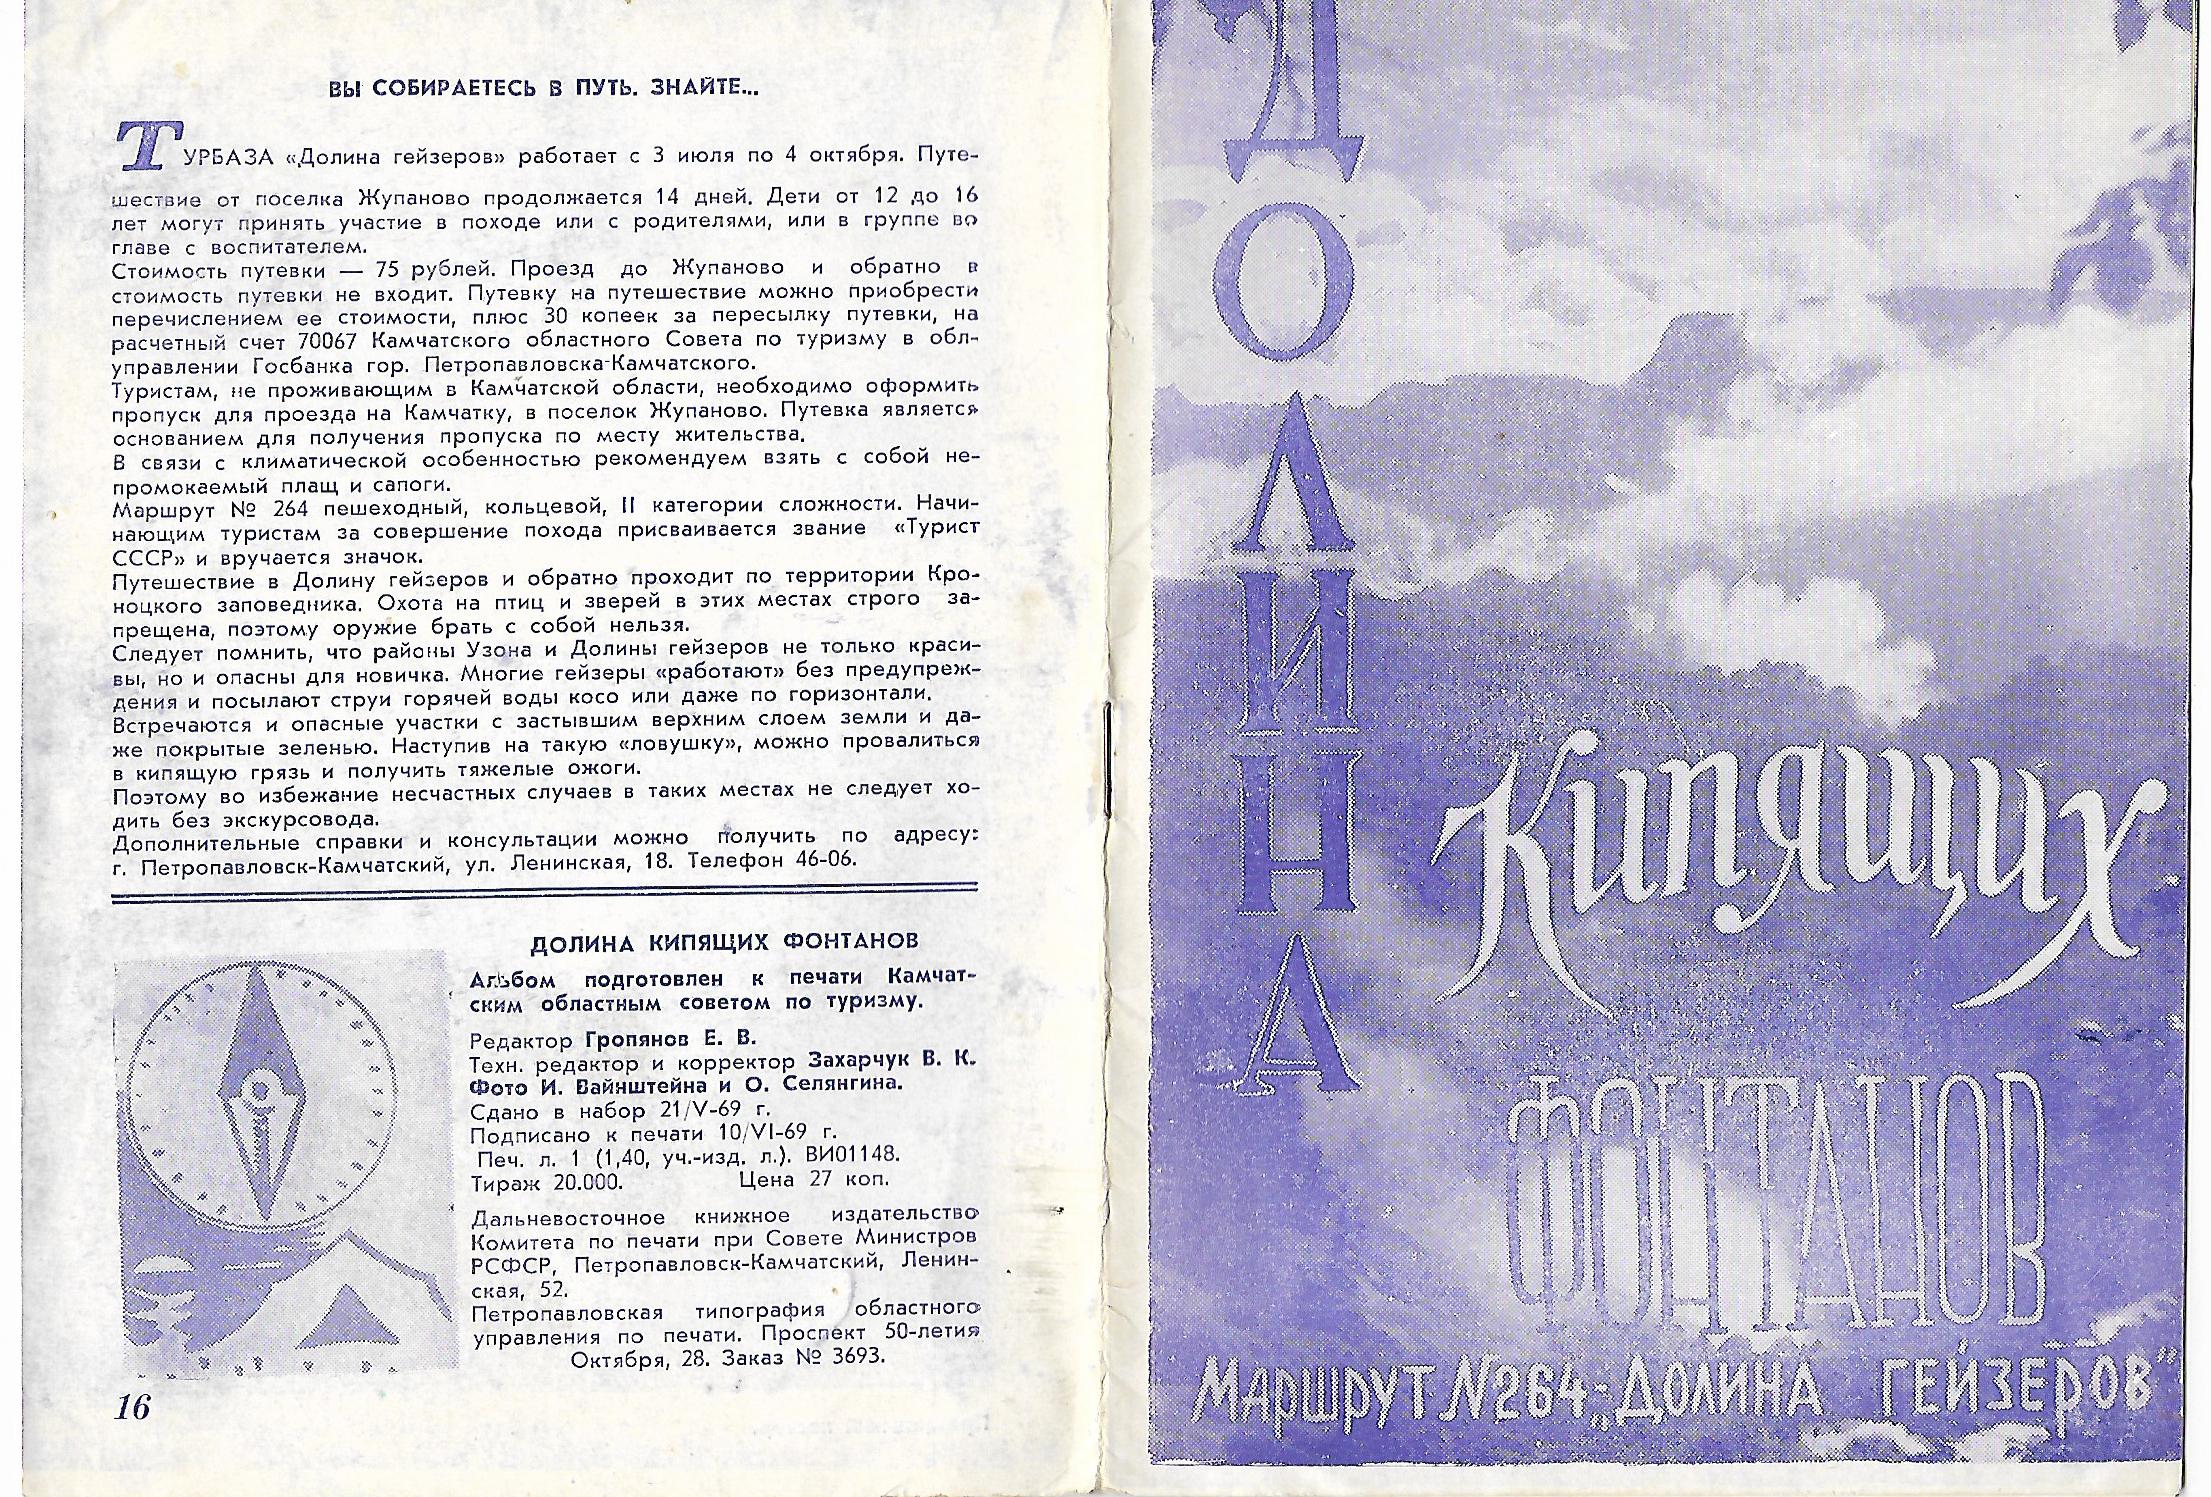 ВЫ СОБИРАЕТЕСЬ В ПУТЬ. ЗНАЙТЕ...
ТУРБАЗА «Долина гейзеров» работает с 3 июля по 4 октября. Путе-
шествие от поселка Жупаново продолжается 14 дней. Дети от 12 до 16
лет могут принять участие в походе или с родителями, или в группе во
главе с воспитателем.
Стоимость путевки — 75 рублей. Проезд до Жупаново и обратно в
стоимость путевки не входит. Путевку на путешествие можно приобрести
перечислением ее стоимости, плюс 30 копеек за пересылку путевки, на
расчетный счет 70067 Камчатского областного Совета по туризму в обл-
управлении Госбанка гор. Петропавловска-Камчатского.
Туристам, не проживающим в Камчатской области, необходимо оформить
пропуск для проезда на Камчатку, в поселок Жупаново. Путевка является
основанием для получения пропуска по месту жительства.
В связи с климатической особенностью рекомендуем взять с собой не-
промокаемый плащ и сапоги.
Маршрут № 264 пешеходный, кольцевой, II категории сложности. Начи-
нающим туристам за совершение похода присваивается звание «Турист
СССР» и вручается значок.
Путешествие в Долину гейзеров и обратно проходит по территории Кро-
ноцкого заповедника. Охота на птиц и зверей в этих местах строго за-
прещена, поэтому оружие брать с собой нельзя.
Следует помнить, что районы Узона и Долины гейзеров не только краси-
вы, но и опасны для новичка. Многие гейзеры «работают» без предупреж-
дения и посылают струи горячей воды косо или даже по горизонтали.
Встречаются и опасные участки с застывшим верхним слоем земли и да-
же покрытые зеленью. Наступив на такую «ловушку», можно провалиться
в кипящую грязь и получить тяжелые ожоги.
Поэтому во избежание несчастных случаев в таких местах не следует хо-
дить без экскурсовода.
Дополнительные справки и консультации можно получить по адресу:
г. Петропавловск-Камчатский, ул. Ленинская, 18. Телефон 46-06.
ДОЛИНА КИПЯЩИХ ФОНТАНОВ
Альбом подготовлен к печати Камчат-
ским областным советом по туризму.
Редактор Гропянов Е. В.
Техн. редактор и корректор Захарчук В. К.
Фото И. Вайнштейна и О. Селянгина.
Сдано в набор 21/V-69 г.
Подписано к печати 10/VI-69 г.
Печ. л. 1 (1,40, уч.-изд. л.). ВИ01148.
Тираж 20.000. Цена 27 коп.
Дальневосточное книжное издательство
Комитета по печати при Совете Министров
РСФСР, Петропавловск-Камчатский, Ленин-
ская, 52.
Петропавловская типография областного
управления по печати. Проспект 50-летия
Октября, 28. Заказ № 3693.
16
ДОЛИНА
Кипящих
ФОНТАНОВ
Маршрут №264-„ДОЛИНА ГЕЙЗЕРОВ"